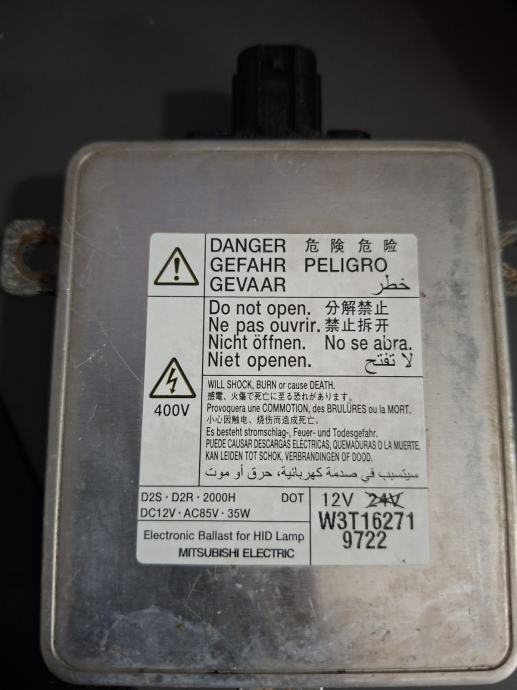 DANGER 危険 危险
GEFAHR PELIGRO
GEVAAR خطر
Do not open. 分解禁止
Ne pas ouvrir. 禁止拆开
Nicht öffnen. No se abra.
Niet openen. لا تفتح
400V
WILL SHOCK, BURN or cause DEATH.
感電、火傷で死亡に至る恐れがあります。
Provoquera une COMMOTION, des BRULÛRES ou la MORT.
小心因触电、烧伤而造成死亡。
Es besteht stromschlag-, Feuer- und Todesgefahr.
PUEDE CAUSAR DESCARGAS ELECTRICAS, QUEMADURAS O LA MUERTE.
KAN LEIDEN TOT SCHOK, VERBRANDINGEN OF DOOD.
سيتسبب في صدمة كهربائية، حرق أو موت
D2S · D2R · 2000H DOT
DC12V · AC85V · 35W
Electronic Ballast for HID Lamp
MITSUBISHI ELECTRIC
12V 24V
W3T16271
9722